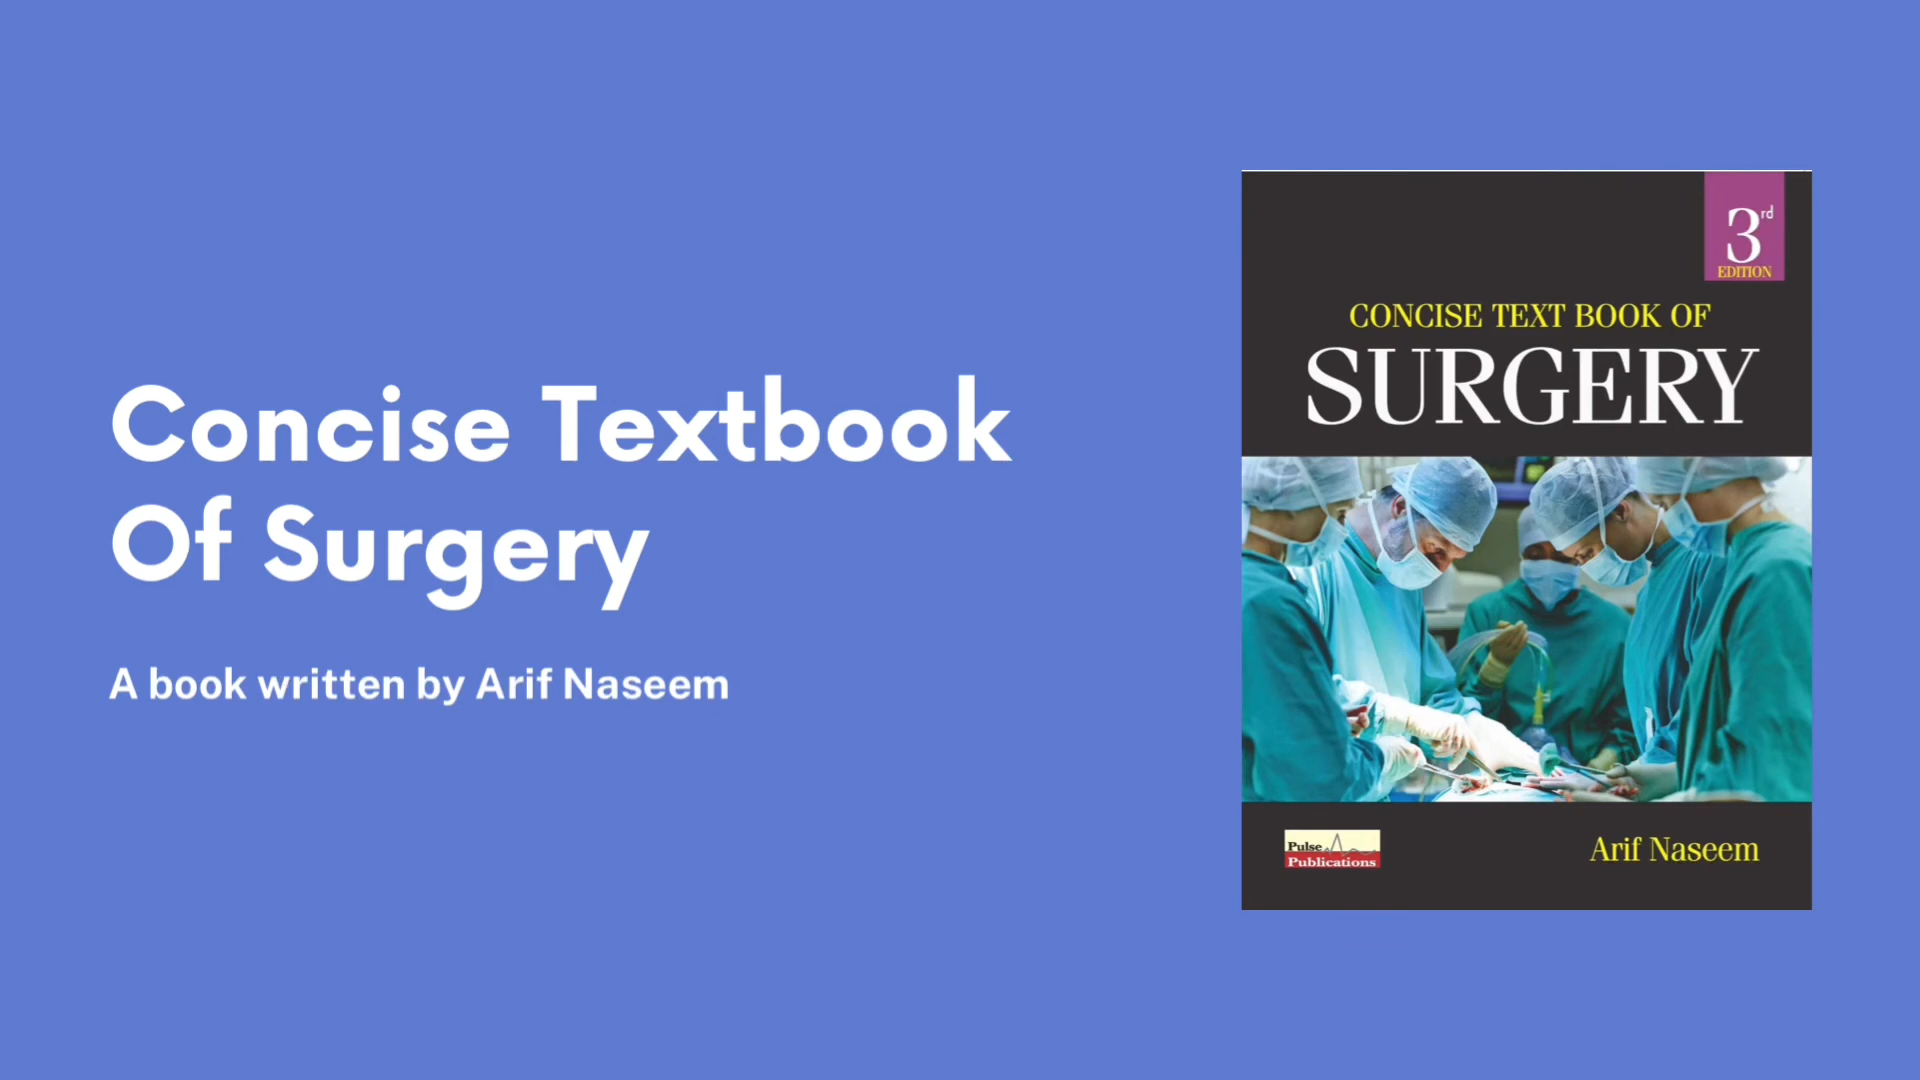 Concise Textbook
Of Surgery
A book written by Arif Naseem
3rd
EDITION
CONCISE TEXT BOOK OF
SURGERY
Pulse
Publications
Arif Naseem